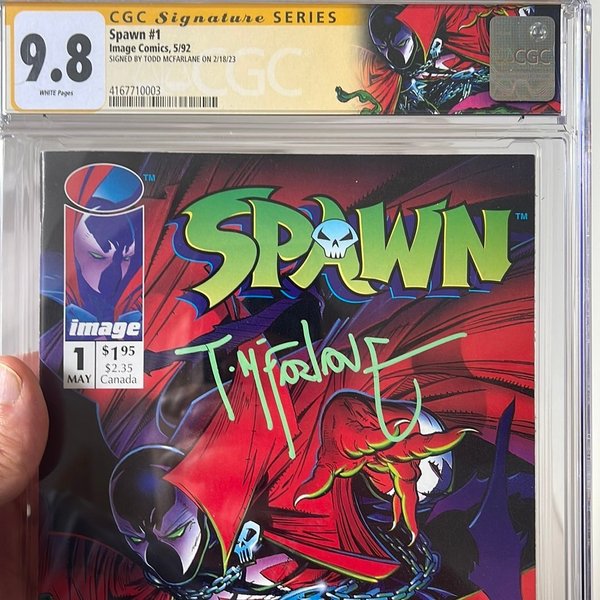 CGC Signature SERIES
9.8
WHITE Pages
Spawn #1
Image Comics, 5/92
SIGNED BY TODD MCFARLANE ON 2/18/23
4167710003
CGC
CGC
i TM
SPAWN TM
image
1
MAY
$1.95
$2.35
Canada
T. McFarlane